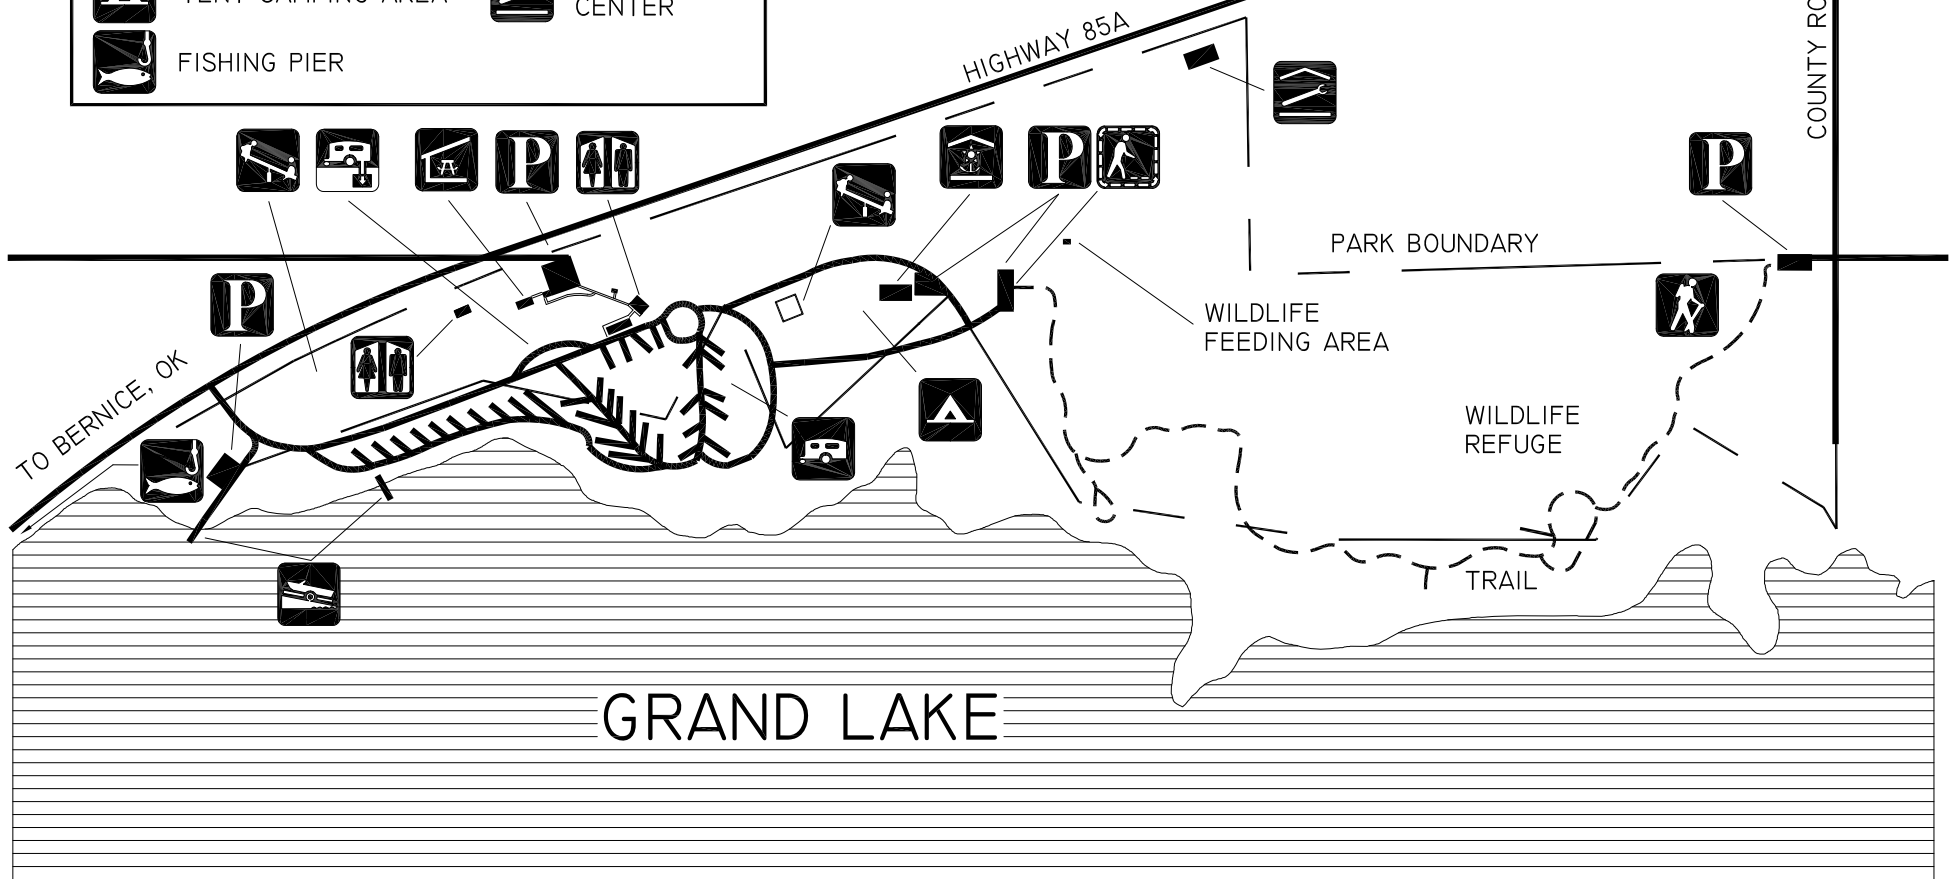 CENTER
FISHING PIER
HIGHWAY 85A
COUNTY
P
P
P
P
PARK BOUNDARY
WILDLIFE
FEEDING AREA
TO BERNICE, OK
WILDLIFE
REFUGE
TRAIL
GRAND LAKE